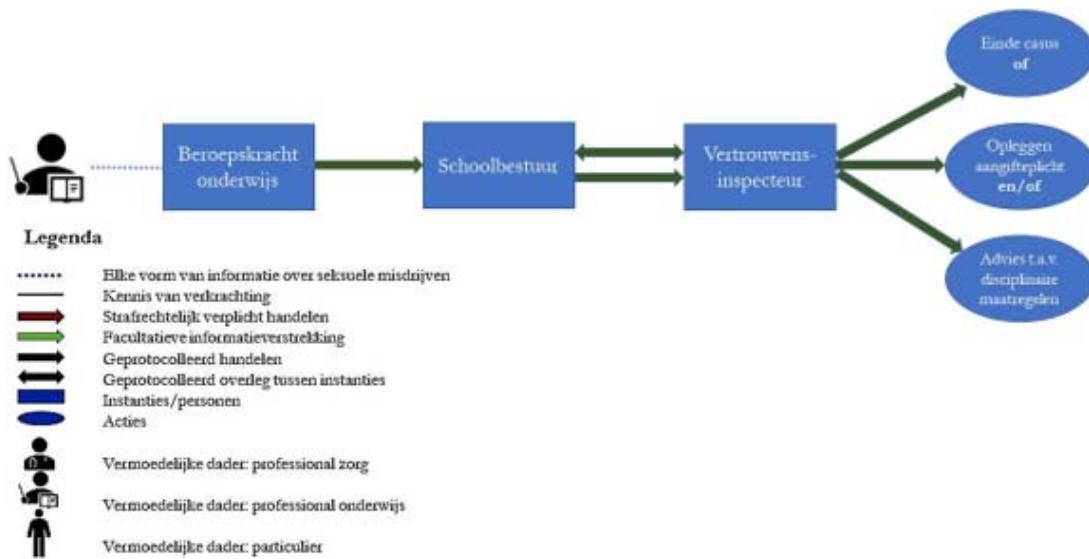 Einde casus
of
Beroepskracht
onderwijs
Schoolbestuur
Vertrouwens-
inspecteur
Opleggen
aangifteplicht
en/of
Advies t.a.v.
disciplinaire
maatregelen
Legenda
Elke vorm van informatie over seksuele misdrijven
Kennis van verkrachting
Strafrechtelijk verplicht handelen
Facultatieve informatieverstrekking
Geprotocolleerd handelen
Geprotocolleerd overleg tussen instanties
Instanties/personen
Acties
Vermoedelijke dader: professional zorg
Vermoedelijke dader: professional onderwijs
Vermoedelijke dader: particulier